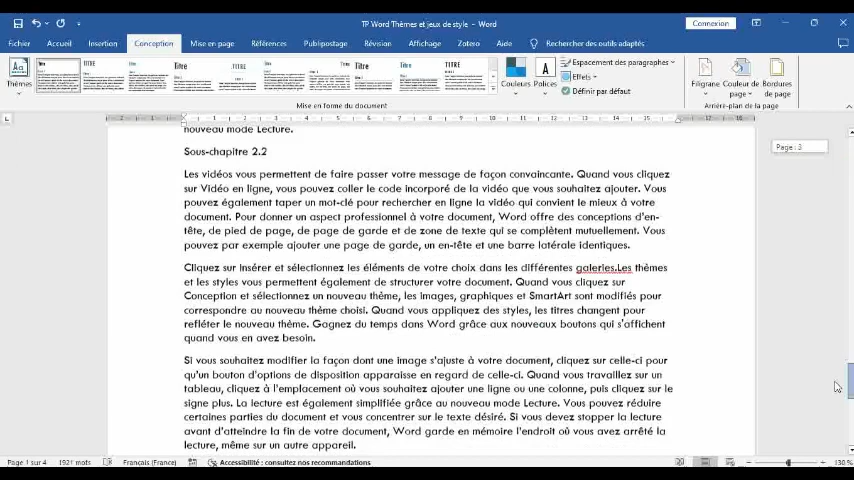 TP Word Thèmes et jeux de style - Word
Connexion
Fichier Accueil Insertion Conception Mise en page Références Publipostage Révision Affichage Zotero Aide Rechercher des outils adaptés
Thèmes
Titre TITRE Titre Titre TITRE Titre TITRE Titre TITRE TITRE
Couleurs Polices
Espacement des paragraphes
Effets
Définir par défaut
Filigrane Couleur de page Bordures de page
Mise en forme du document
Arrière-plan de la page
nouveau mode Lecture.
Page : 3
Sous-chapitre 2.2
Les vidéos vous permettent de faire passer votre message de façon convaincante. Quand vous cliquez
sur Vidéo en ligne, vous pouvez coller le code incorporé de la vidéo que vous souhaitez ajouter. Vous
pouvez également taper un mot-clé pour rechercher en ligne la vidéo qui convient le mieux à votre
document. Pour donner un aspect professionnel à votre document, Word offre des conceptions d'en-
tête, de pied de page, de page de garde et de zone de texte qui se complètent mutuellement. Vous
pouvez par exemple ajouter une page de garde, un en-tête et une barre latérale identiques.
Cliquez sur Insérer et sélectionnez les éléments de votre choix dans les différentes galeries.Les thèmes
et les styles vous permettent également de structurer votre document. Quand vous cliquez sur
Conception et sélectionnez un nouveau thème, les images, graphiques et SmartArt sont modifiés pour
correspondre au nouveau thème choisi. Quand vous appliquez des styles, les titres changent pour
refléter le nouveau thème. Gagnez du temps dans Word grâce aux nouveaux boutons qui s'affichent
quand vous en avez besoin.
Si vous souhaitez modifier la façon dont une image s'ajuste à votre document, cliquez sur celle-ci pour
qu'un bouton d'options de disposition apparaisse en regard de celle-ci. Quand vous travaillez sur un
tableau, cliquez à l'emplacement où vous souhaitez ajouter une ligne ou une colonne, puis cliquez sur le
signe plus. La lecture est également simplifiée grâce au nouveau mode Lecture. Vous pouvez réduire
certaines parties du document et vous concentrer sur le texte désiré. Si vous devez stopper la lecture
avant d'atteindre la fin de votre document, Word garde en mémoire l'endroit où vous avez arrêté la
lecture, même sur un autre appareil.
Page 1 sur 4 1921 mots Français (France) Accessibilité : consultez nos recommandations 130 %